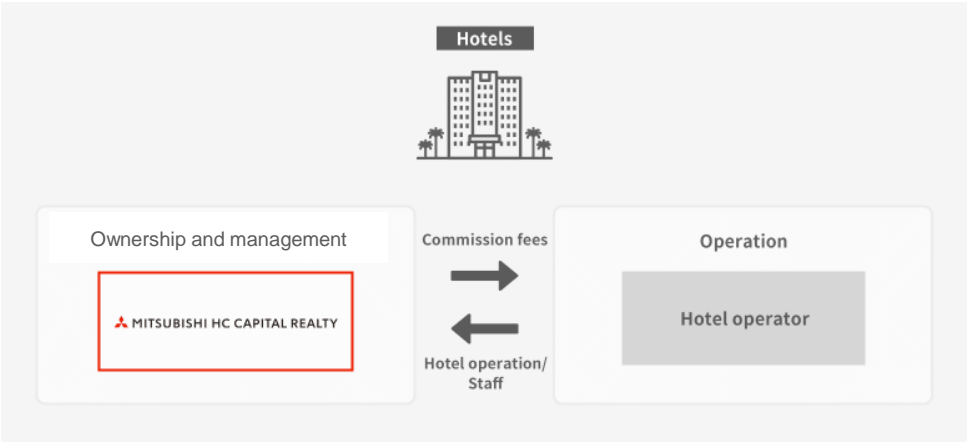 Hotels
Ownership and management
MITSUBISHI HC CAPITAL REALTY
Commission fees
Hotel operation/
Staff
Operation
Hotel operator